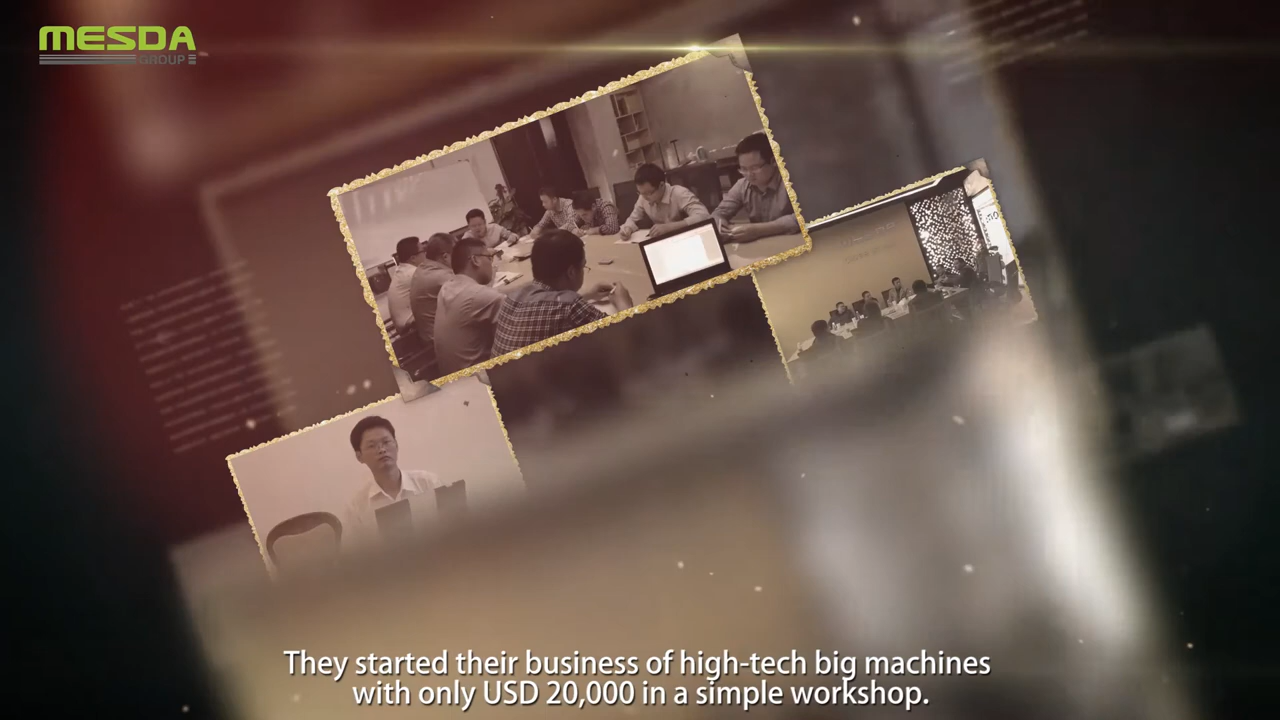 MESDA
GROUP
They started their business of high-tech big machines
with only USD 20,000 in a simple workshop.